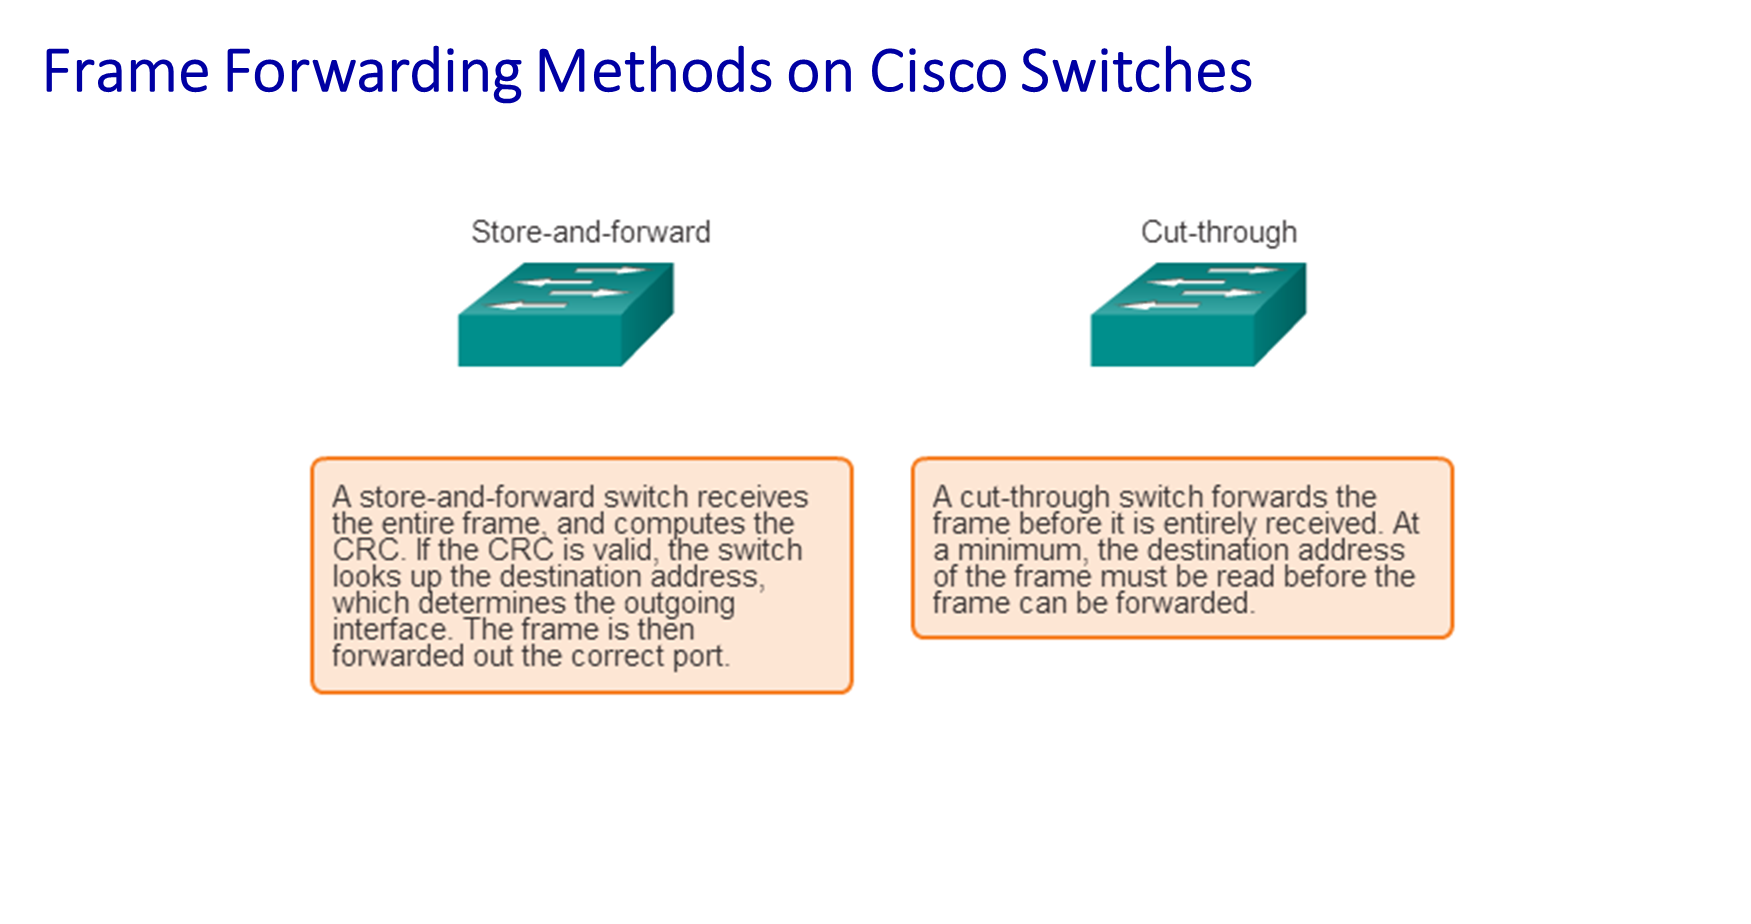 Frame Forwarding Methods on Cisco Switches
Store-and-forward
Cut-through
A store-and-forward switch receives
the entire frame, and computes the
CRC. If the CRC is valid, the switch
looks up the destination address,
which determines the outgoing
interface. The frame is then
forwarded out the correct port.
A cut-through switch forwards the
frame before it is entirely received. At
a minimum, the destination address
of the frame must be read before the
frame can be forwarded.